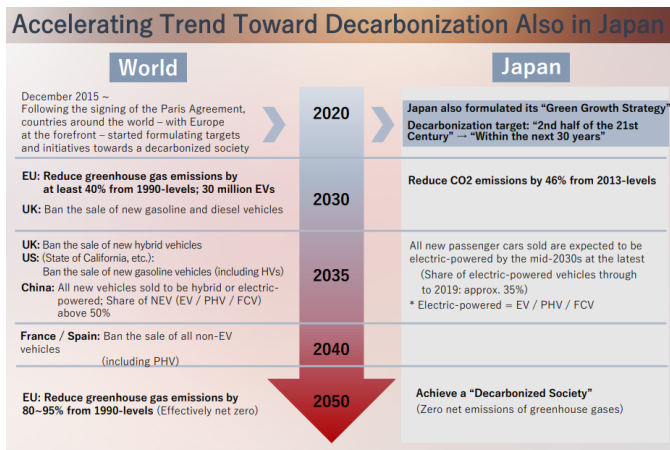 Accelerating Trend Toward Decarbonization Also in Japan
World
Japan
December 2015 ~
Following the signing of the Paris Agreement,
countries around the world – with Europe
at the forefront – started formulating targets
and initiatives towards a decarbonized society
2020
Japan also formulated its “Green Growth Strategy”
Decarbonization target: “2nd half of the 21st
Century” → “Within the next 30 years”
EU: Reduce greenhouse gas emissions by
at least 40% from 1990-levels; 30 million EVs
UK: Ban the sale of new gasoline and diesel vehicles
2030
Reduce CO2 emissions by 46% from 2013-levels
UK: Ban the sale of new hybrid vehicles
US: (State of California, etc.):
Ban the sale of new gasoline vehicles (including HVs)
China: All new vehicles sold to be hybrid or electric-
powered; Share of NEV (EV / PHV / FCV)
above 50%
2035
All new passenger cars sold are expected to be
electric-powered by the mid-2030s at the latest
(Share of electric-powered vehicles through
to 2019: approx. 35%)
* Electric-powered = EV / PHV / FCV
France / Spain: Ban the sale of all non-EV
vehicles
(including PHV)
2040
EU: Reduce greenhouse gas emissions by
80~95% from 1990-levels (Effectively net zero)
2050
Achieve a “Decarbonized Society”
(Zero net emissions of greenhouse gases)